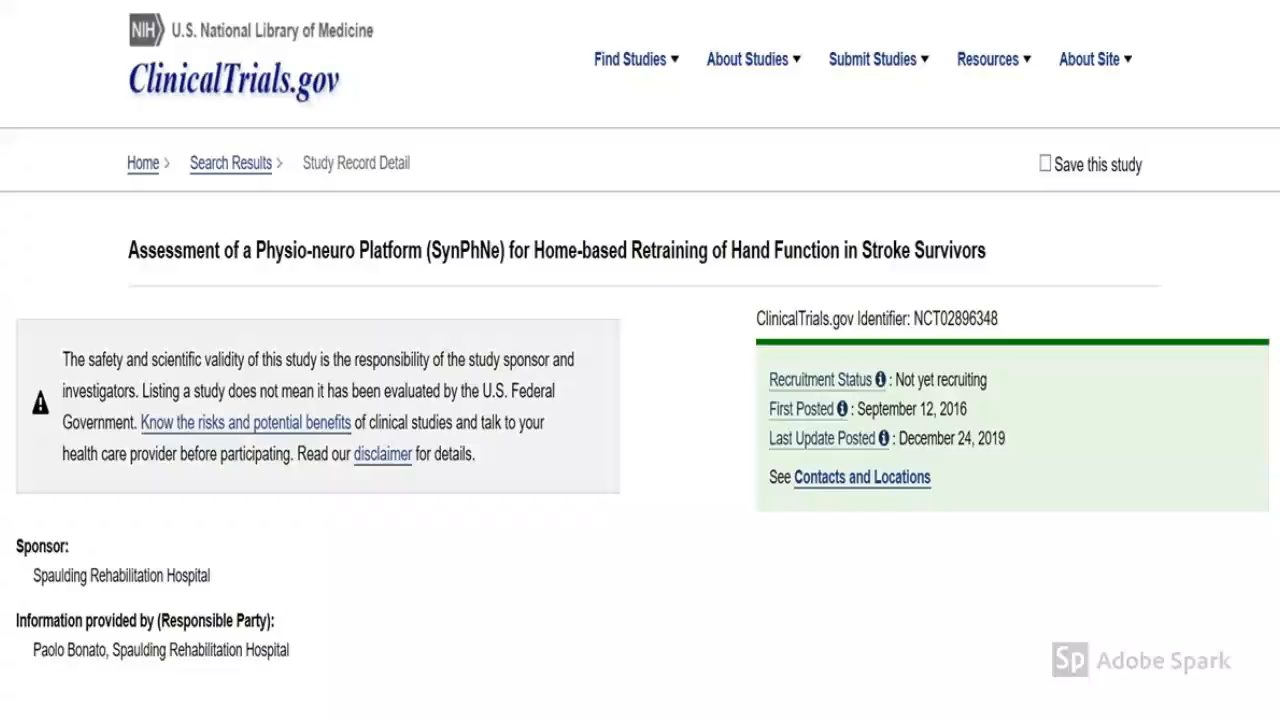 NIH U.S. National Library of Medicine
ClinicalTrials.gov
Find Studies ▼ About Studies ▼ Submit Studies ▼ Resources ▼ About Site ▼
Home > Search Results > Study Record Detail
Save this study
Assessment of a Physio-neuro Platform (SynPhNe) for Home-based Retraining of Hand Function in Stroke Survivors
The safety and scientific validity of this study is the responsibility of the study sponsor and
investigators. Listing a study does not mean it has been evaluated by the U.S. Federal
Government. Know the risks and potential benefits of clinical studies and talk to your
health care provider before participating. Read our disclaimer for details.
ClinicalTrials.gov Identifier: NCT02896348
Recruitment Status : Not yet recruiting
First Posted : September 12, 2016
Last Update Posted : December 24, 2019
See Contacts and Locations
Sponsor:
Spaulding Rehabilitation Hospital
Information provided by (Responsible Party):
Paolo Bonato, Spaulding Rehabilitation Hospital
Sp Adobe Spark